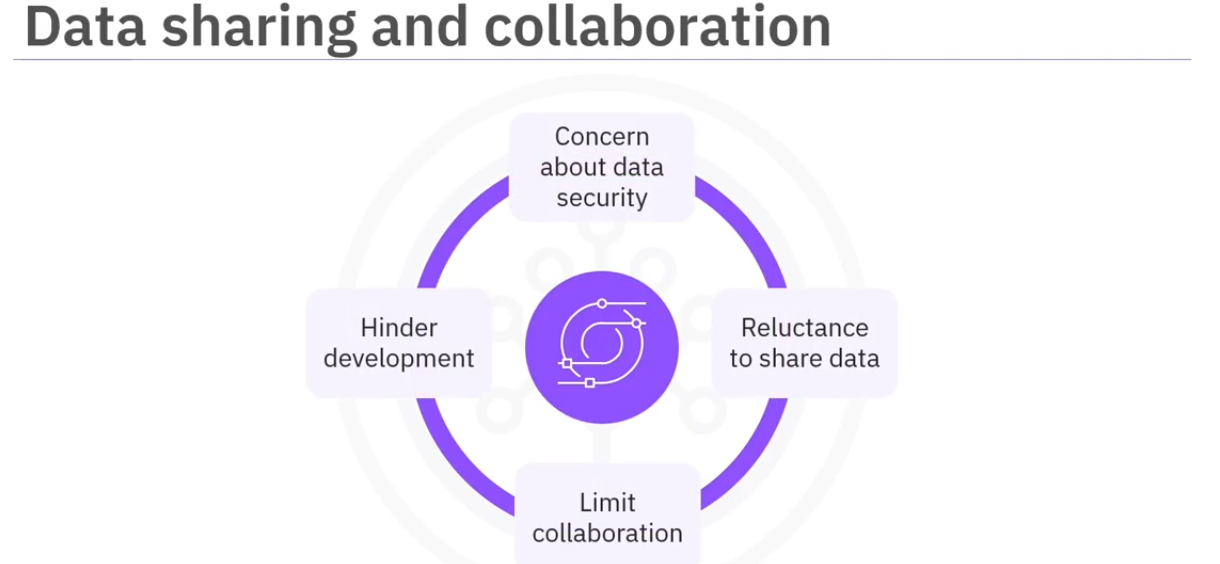 Data sharing and collaboration
Concern
about data
security
Hinder
development
Reluctance
to share data
Limit
collaboration